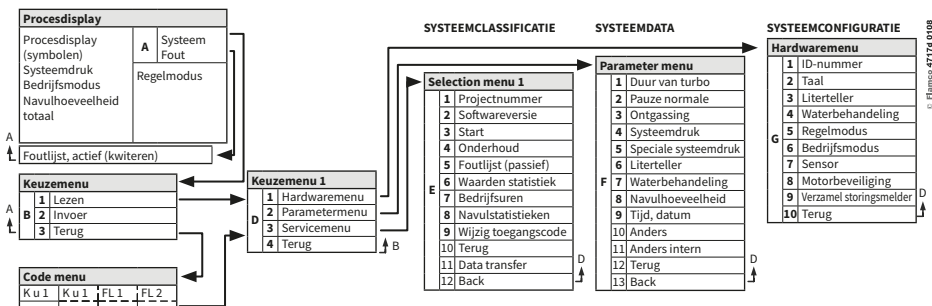 SYSTEEMCLASSIFICATIE
SYSTEEMDATA
SYSTEEMCONFIGURATIE
Procesdisplay
Procesdisplay
(symbolen)
Systeemdruk
Bedrijfsmodus
Navulhoeveelheid
totaal
A Systeem
Fout
Regelmodus
A
Foutlijst, actief (kwiteren)
Keuzemenu
A
B
1 Lezen
2 Invoer
3 Terug
Code menu
K u 1 K u 1 FL 1 FL 2
Keuzemenu 1
D
1 Hardwaremenu
2 Parametermenu
3 Servicemenu
4 Terug
B
Selection menu 1
E
1 Projectnummer
2 Softwareversie
3 Start
4 Onderhoud
5 Foutlijst (passief)
6 Waarden statistiek
7 Bedrijfsuren
8 Navulstatistieken
9 Wijzig toegangscode
10 Terug
11 Data transfer
12 Back
D
Parameter menu
F
1 Duur van turbo
2 Pauze normale
3 Ontgassing
4 Systeemdruk
5 Speciale systeemdruk
6 Literteller
7 Waterbehandeling
8 Navulhoeveelheid
9 Tijd, datum
10 Anders
11 Anders intern
12 Terug
13 Back
D
Hardwaremenu
G
1 ID-nummer
2 Taal
3 Literteller
4 Waterbehandeling
5 Regelmodus
6 Bedrijfsmodus
7 Sensor
8 Motorbeveiliging
9 Verzamel storingsmelder
10 Terug
D
© Flamco 4717d 0108